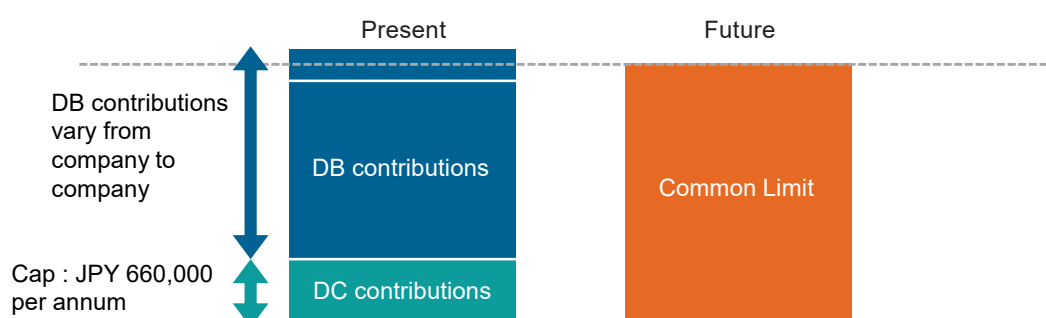 Present
Future
DB contributions
vary from
company to
company
DB contributions
Common Limit
Cap : JPY 660,000
per annum
DC contributions